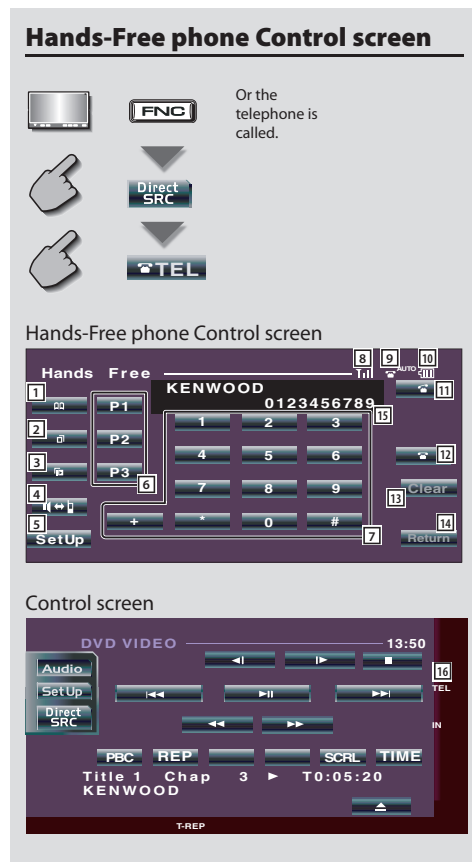 Hands-Free phone Control screen
FNC
Or the
telephone is
called.
Direct
SRC
TEL
Hands-Free phone Control screen
8 9 10
Hands Free AUTO
KENWOOD
0123456789
1 11
P1
15
1 2 3
2
P2
4 5 6
12
3
P3
6
7 8 9
13
Clear
4
5
+ * 0 #
7
14
SetUp
Return
Control screen
DVD VIDEO 13:50
Audio
16
SetUp
TEL
Direct
SRC
IN
PBC REP SCRL TIME
Title 1 Chap 3 ► T0:05:20
KENWOOD
T-REP